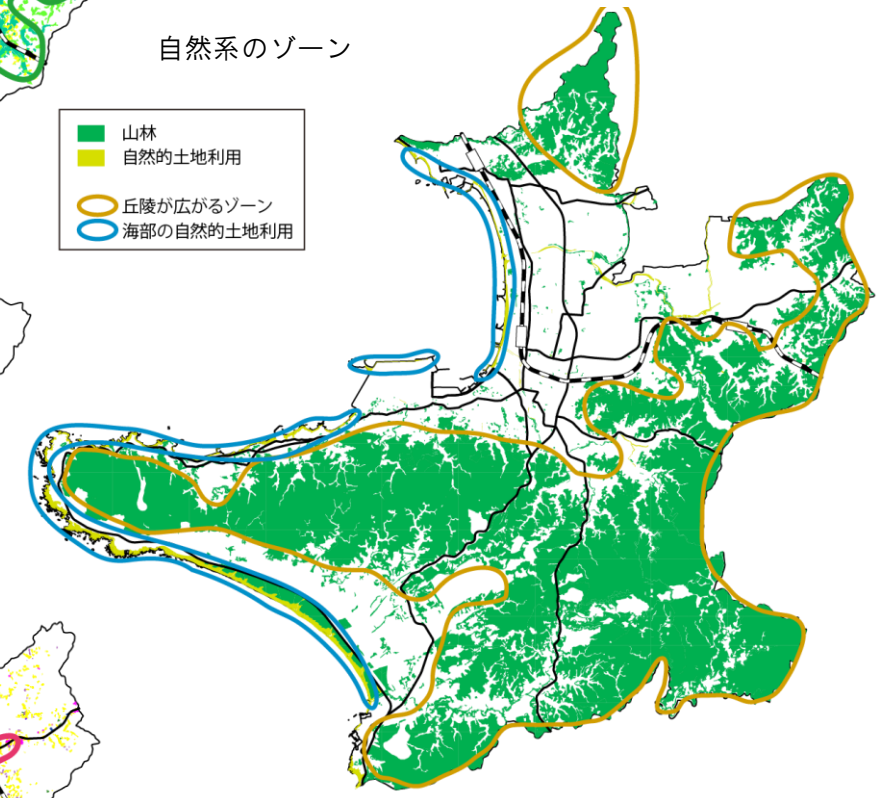 自然系のゾーン
山林
自然的土地利用
丘陵が広がるゾーン
海部の自然的土地利用